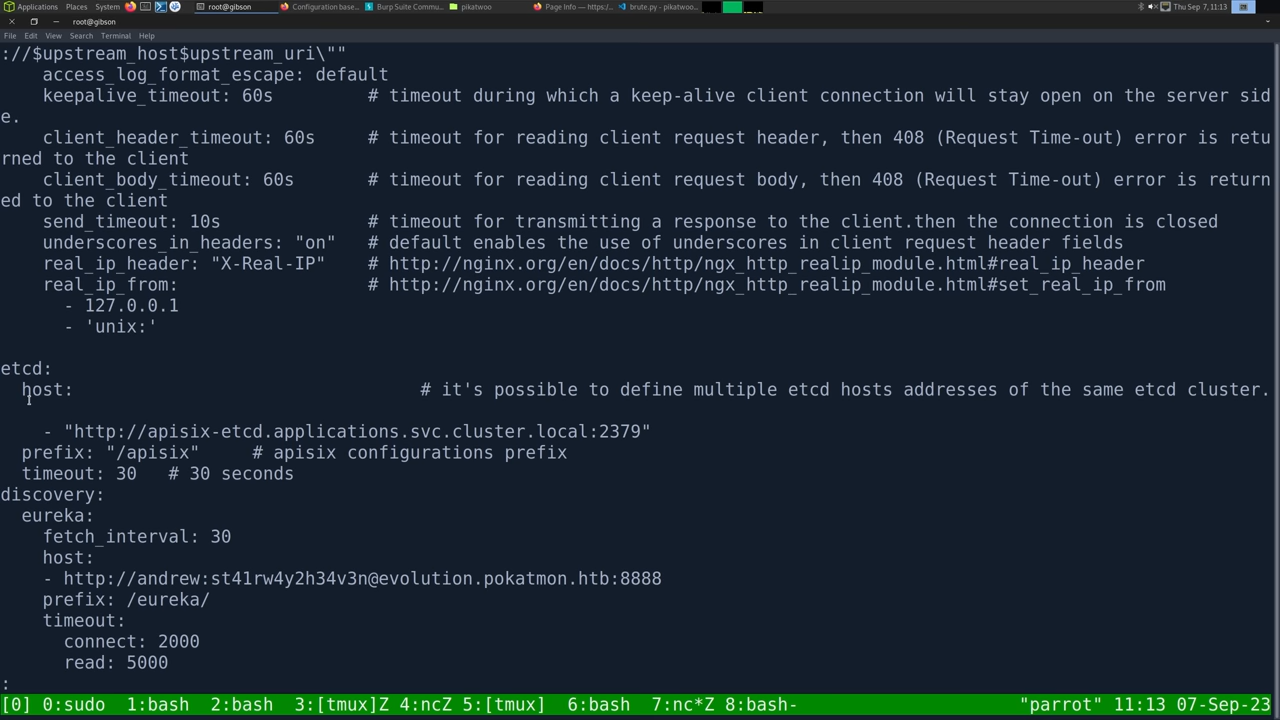 Applications Places System root@gibson Configuration base... Burp Suite Commu... pikatwoo Page Info — https:/... brute.py - pikatwoo... Thu Sep 7, 11:13
root@gibson
File Edit View Search Terminal Help
://$upstream_host$upstream_uri\""
access_log_format_escape: default
keepalive_timeout: 60s # timeout during which a keep-alive client connection will stay open on the server sid
e.
client_header_timeout: 60s # timeout for reading client request header, then 408 (Request Time-out) error is retu
rned to the client
client_body_timeout: 60s # timeout for reading client request body, then 408 (Request Time-out) error is return
ed to the client
send_timeout: 10s # timeout for transmitting a response to the client.then the connection is closed
underscores_in_headers: "on" # default enables the use of underscores in client request header fields
real_ip_header: "X-Real-IP" # http://nginx.org/en/docs/http/ngx_http_realip_module.html#real_ip_header
real_ip_from: # http://nginx.org/en/docs/http/ngx_http_realip_module.html#set_real_ip_from
- 127.0.0.1
- 'unix:'
etcd:
host: # it's possible to define multiple etcd hosts addresses of the same etcd cluster.
- "http://apisix-etcd.applications.svc.cluster.local:2379"
prefix: "/apisix" # apisix configurations prefix
timeout: 30 # 30 seconds
discovery:
eureka:
fetch_interval: 30
host:
- http://andrew:st41rw4y2h34v3n@evolution.pokatmon.htb:8888
prefix: /eureka/
timeout:
connect: 2000
read: 5000
:
[0] 0:sudo 1:bash 2:bash 3:[tmux]Z 4:ncZ 5:[tmux] 6:bash 7:nc*Z 8:bash- "parrot" 11:13 07-Sep-23